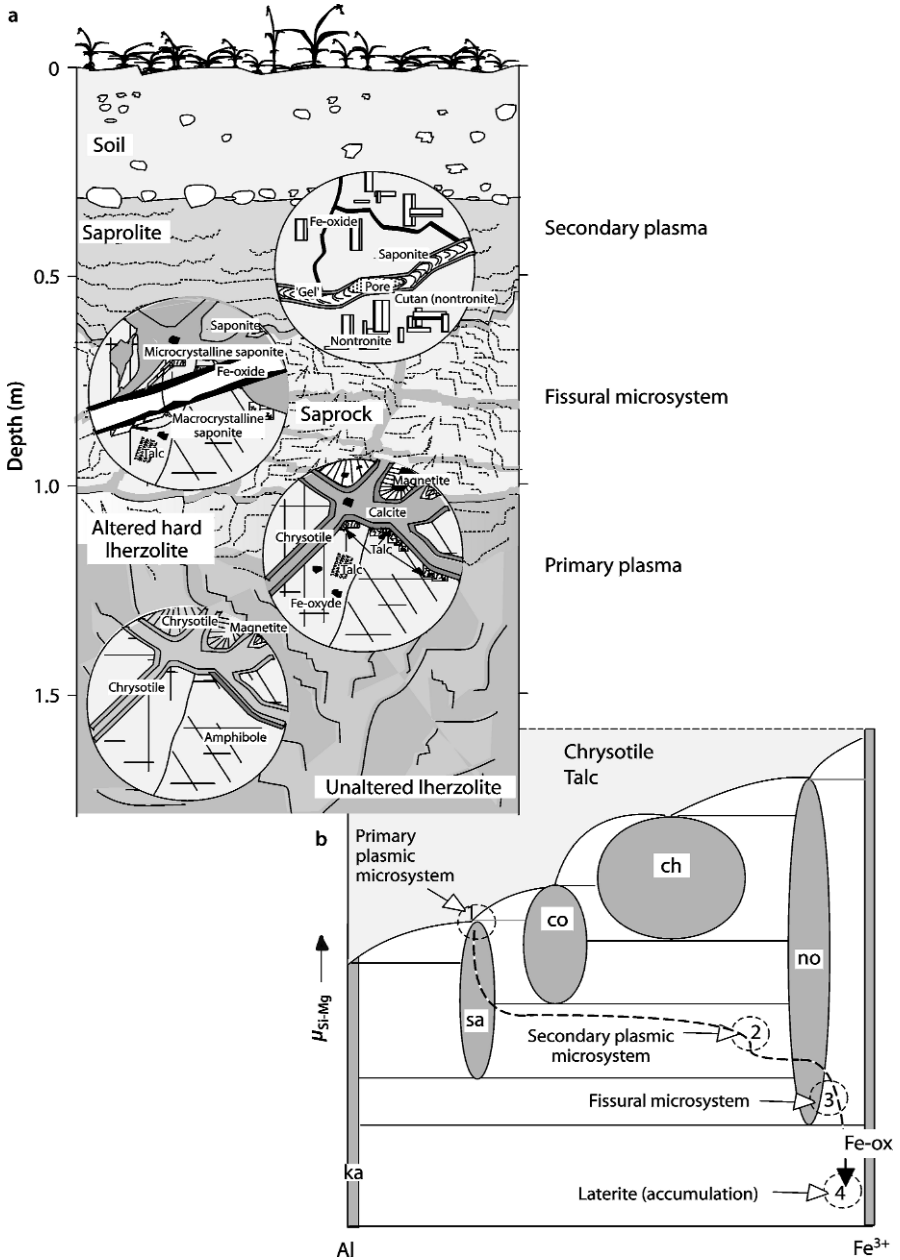 a
0
Soil
Saprolite
Fe-oxide
Secondary plasma
Saponite
0.5
'Gel'
Pore
Cutan (nontronite)
Nontronite
Saponite
Microcrystalline saponite
Fe-oxide
Fissural microsystem
Saprock
Macrocrystalline
saponite
Talc
Depth (m)
1.0
Magnetite
Calcite
Altered hard
lherzolite
Chrysotile
Talc
Talc
Primary plasma
Fe-oxyde
Chrysotile
Magnetite
Chrysotile
1.5
Amphibole
Unaltered lherzolite
Chrysotile
Talc
b
Primary
plasmic
microsystem
1
co
ch
no
sa
μSi-Mg
Secondary plasmic
microsystem
2
Fissural microsystem
3
Fe-ox
ka
Laterite (accumulation)
4
Al
Fe3+